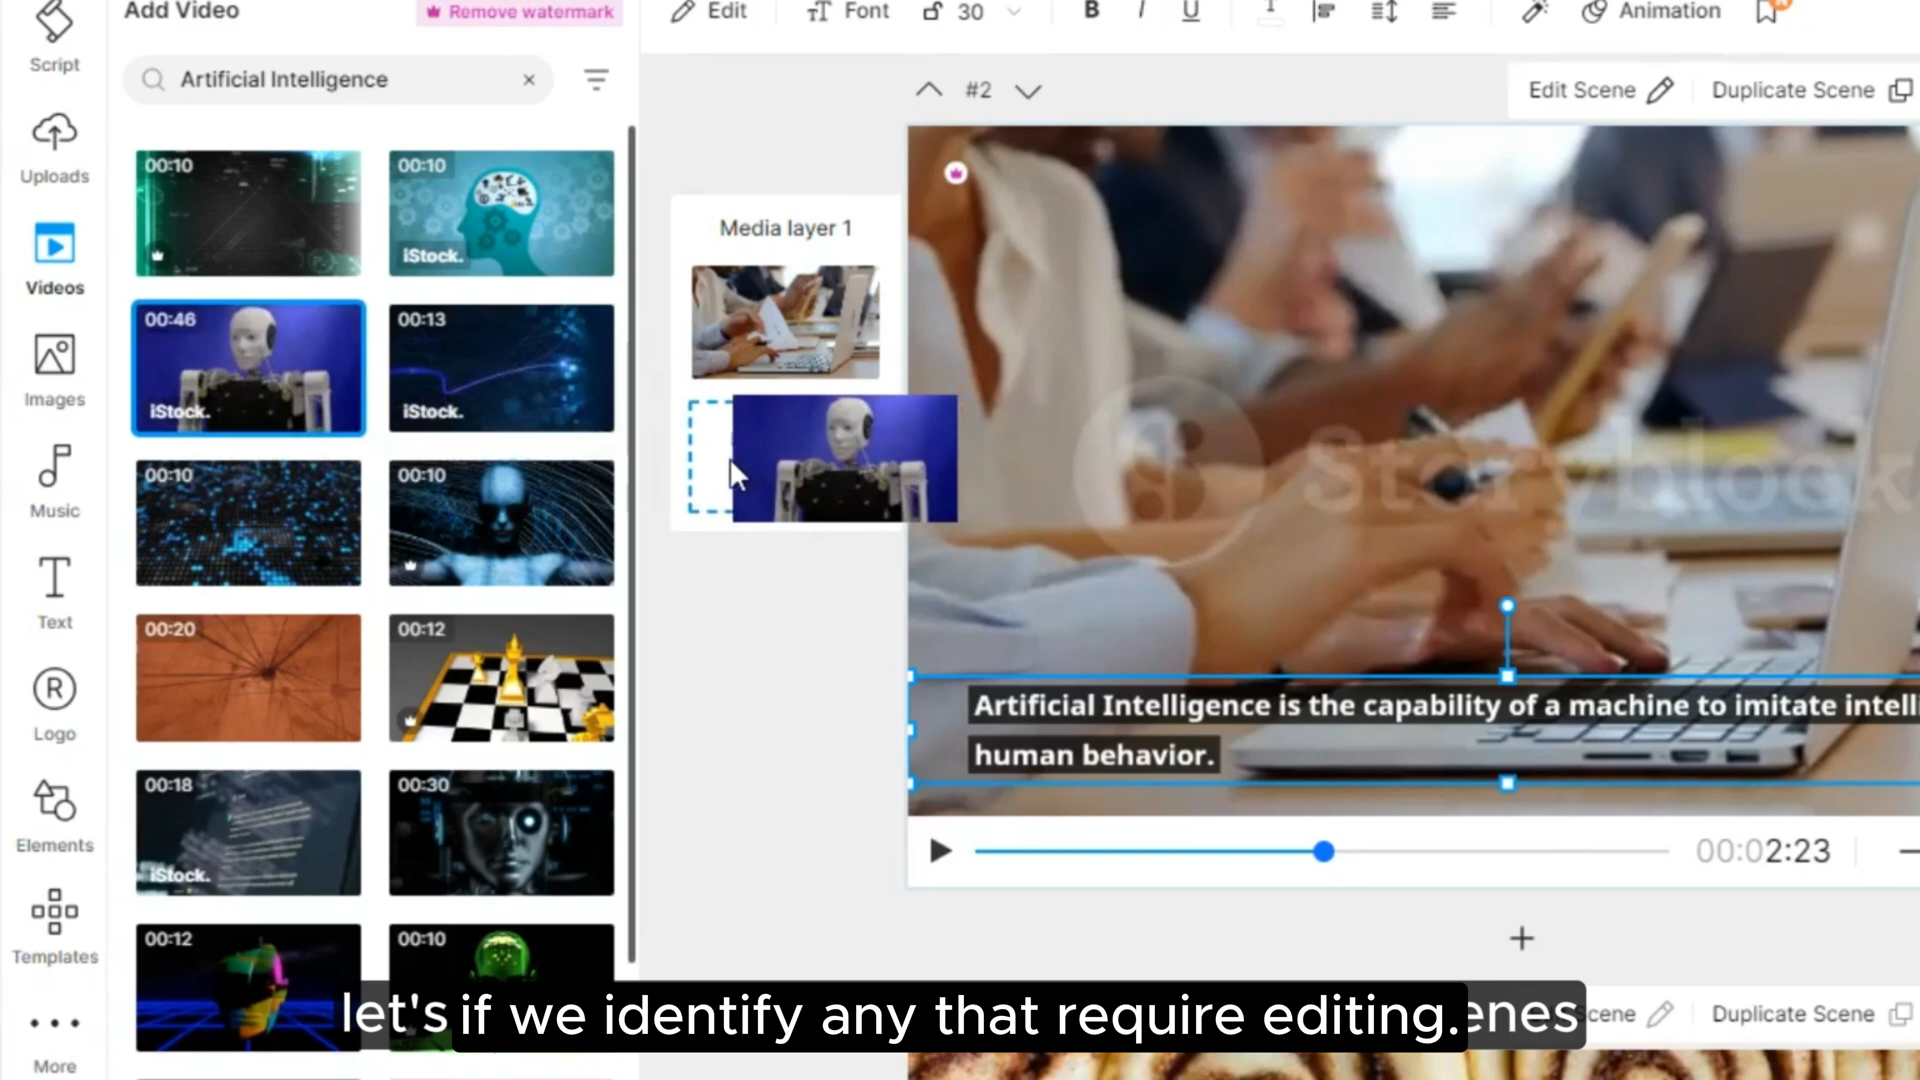 Script
Uploads
Videos
Images
Music
Text
Logo
Elements
Templates
More
Add Video
Remove watermark
Artificial Intelligence
00:10
00:10
iStock.
00:46
iStock.
00:13
iStock.
00:10
00:10
00:20
00:12
00:18
iStock.
00:30
00:12
00:10
Edit
Font
30
B
I
U
T
Animation
#2
Edit Scene
Duplicate Scene
Media layer 1
Artificial Intelligence is the capability of a machine to imitate intelli
human behavior.
00:02:23
Scene
Duplicate Scene
let's if we identify any that require editing.enes